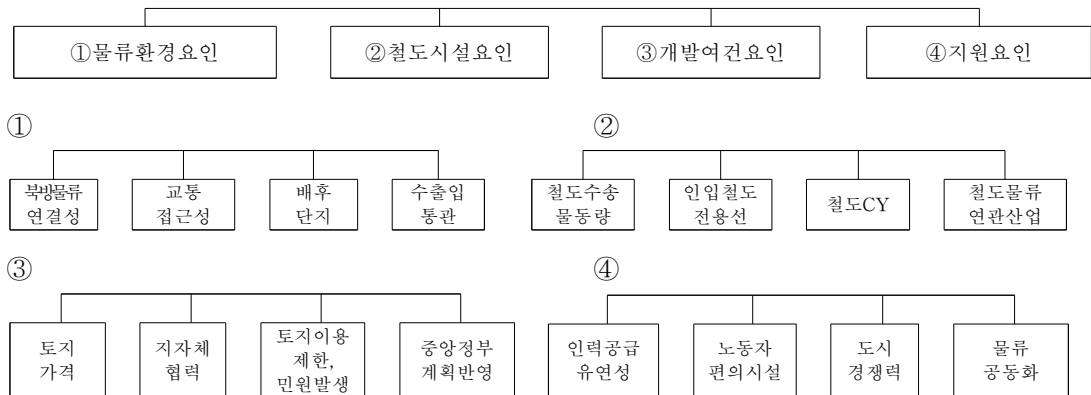 ①물류환경요인 ②철도시설요인 ③개발여건요인 ④지원요인
① ②
북방물류 교통 배후 수출입 철도수송 인입철도 철도CY 철도물류
연결성 접근성 단지 통관 물동량 전용선 연관산업
③ ④
토지 지자체 토지이용 중앙정부 인력공급 노동자 도시 물류
가격 협력 제한, 계획반영 유연성 편의시설 경쟁력 공동화
민원발생